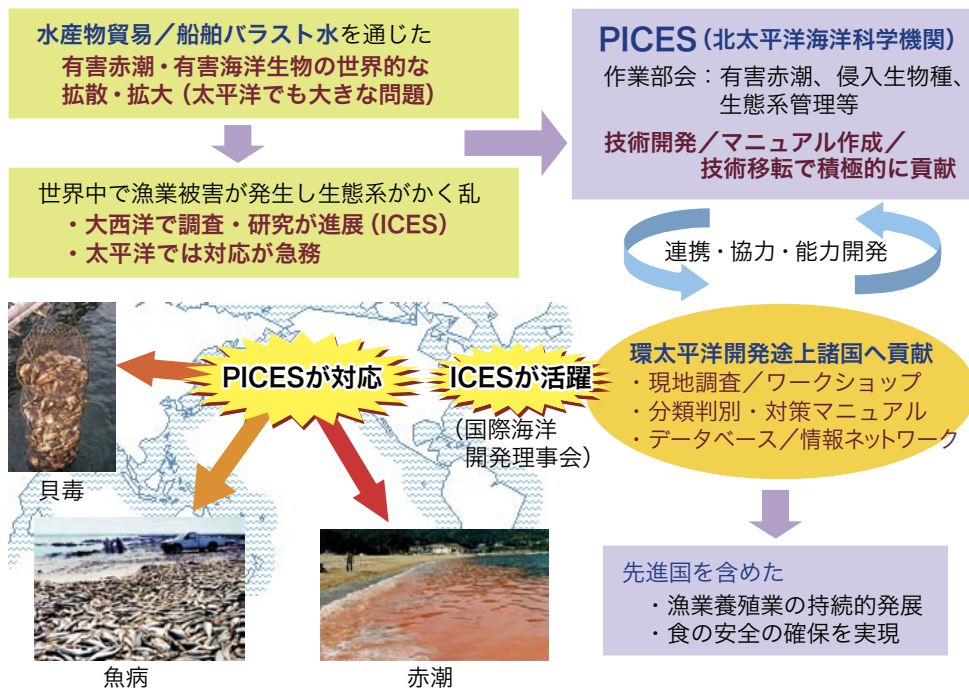 水産物貿易／船舶バラスト水を通じた
有害赤潮・有害海洋生物の世界的な
拡散・拡大（太平洋でも大きな問題）
世界中で漁業被害が発生し生態系がかく乱
・大西洋で調査・研究が進展（ICES）
・太平洋では対応が急務
PICES（北太平洋海洋科学機関）
作業部会：有害赤潮、侵入生物種、
生態系管理等
技術開発／マニュアル作成／
技術移転で積極的に貢献
連携・協力・能力開発
環太平洋開発途上諸国へ貢献
・現地調査／ワークショップ
・分類判別・対策マニュアル
・データベース／情報ネットワーク
先進国を含めた
・漁業養殖業の持続的発展
・食の安全の確保を実現
PICESが対応
ICESが活躍
（国際海洋
開発理事会）
貝毒
魚病
赤潮